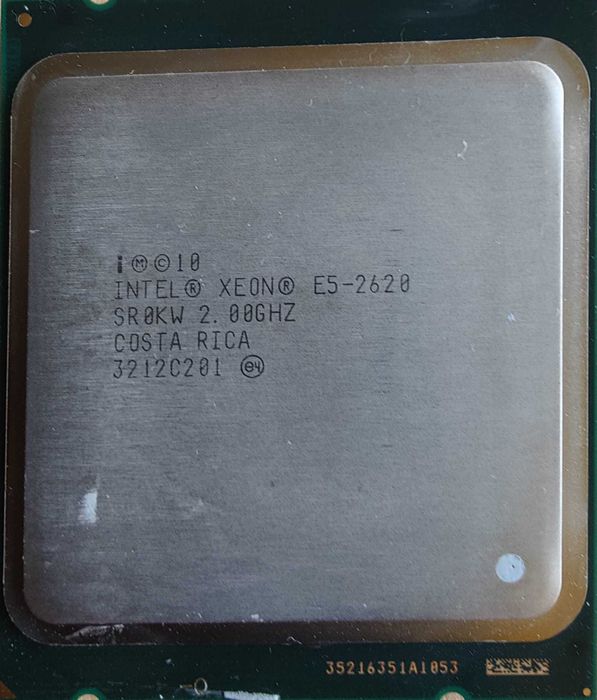 i Ⓜ © 10
INTEL® XEON® E5-2620
SR0KW 2.00GHZ
COSTA RICA
3212C201 e4
35216351A1053